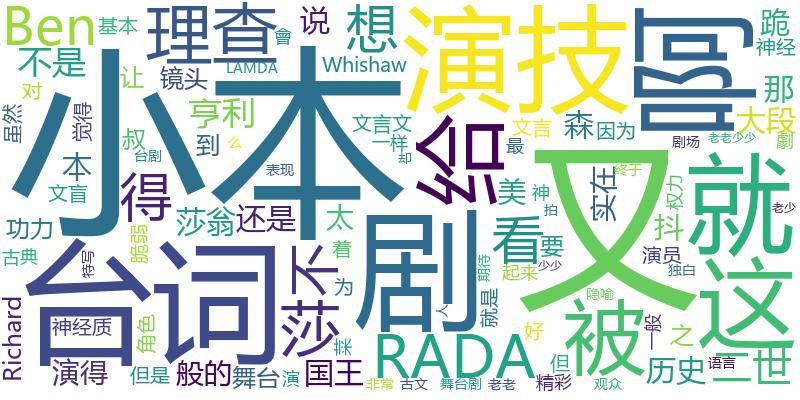 Ben
基本
不是
让
對
虽然
觉得
理查
會
LAMDA
镜头
说
Whishaw
想
演技
啊
跪
神经
那
大段
小本
叔
亨利
到
文言文
一样
却
给
文言
么
森
因为
最
剧场
老老少少
劇
台剧
本
文盲
得
莎翁
还是
表现
太
着
为
剧
看
美
神
要
拍
又
实在
终于
权力
抖
演员
就
老少
独白
功力
古典
脆弱
特写
台词
莎
不
期待
起来
少少
就是
人
隐喻
被
一般
之
这
Richard
神经质
角色
演得
但是
般的
舞台
演
国王
莱
非常
RADA
古文
舞台剧
老老
好
但
精彩
观众
历史
语言
二世